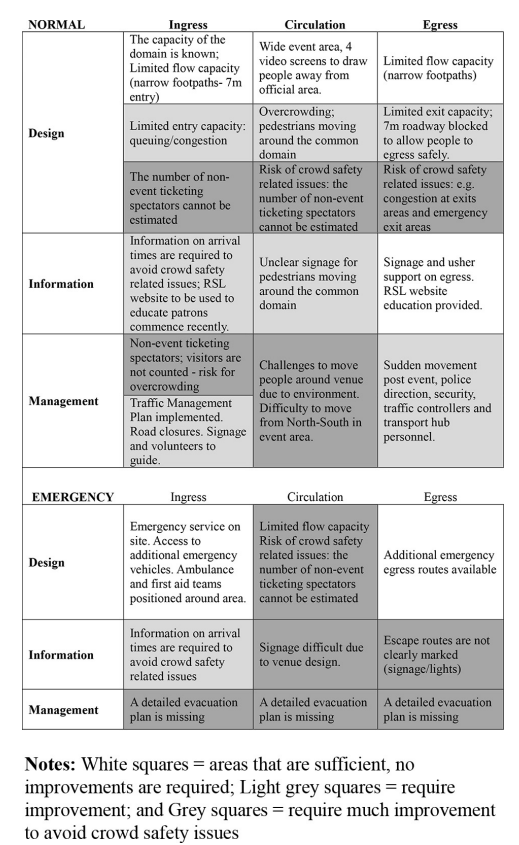 NORMAL Ingress Circulation Egress
Design
The capacity of the
domain is known;
Limited flow capacity
(narrow footpaths- 7m
entry)
Wide event area, 4
video screens to draw
people away from
official area.
Limited flow capacity
(narrow footpaths)
Limited entry capacity:
queuing/congestion
Overcrowding;
pedestrians moving
around the common
domain
Limited exit capacity;
7m roadway blocked
to allow people to
egress safely.
The number of non-
event ticketing
spectators cannot be
estimated
Risk of crowd safety
related issues: the
number of non-event
ticketing spectators
cannot be estimated
Risk of crowd safety
related issues: e.g.
congestion at exits
areas and emergency
exit areas
Information
Information on arrival
times are required to
avoid crowd safety
related issues; RSL
website to be used to
educate patrons
commence recently.
Unclear signage for
pedestrians moving
around the common
domain
Signage and usher
support on egress.
RSL website
education provided.
Management
Non-event ticketing
spectators; visitors are
not counted - risk for
overcrowding
Traffic Management
Plan implemented.
Road closures. Signage
and volunteers to
guide.
Challenges to move
people around venue
due to environment.
Difficulty to move
from North-South in
event area.
Sudden movement
post event, police
direction, security,
traffic controllers and
transport hub
personnel.
EMERGENCY Ingress Circulation Egress
Design
Emergency service on
site. Access to
additional emergency
vehicles. Ambulance
and first aid teams
positioned around area.
Limited flow capacity
Risk of crowd safety
related issues: the
number of non-event
ticketing spectators
cannot be estimated
Additional emergency
egress routes available
Information
Information on arrival
times are required to
avoid crowd safety
related issues
Signage difficult due
to venue design.
Escape routes are not
clearly marked
(signage/lights)
Management
A detailed evacuation
plan is missing
A detailed evacuation
plan is missing
A detailed evacuation
plan is missing
Notes: White squares = areas that are sufficient, no
improvements are required; Light grey squares = require
improvement; and Grey squares = require much improvement
to avoid crowd safety issues